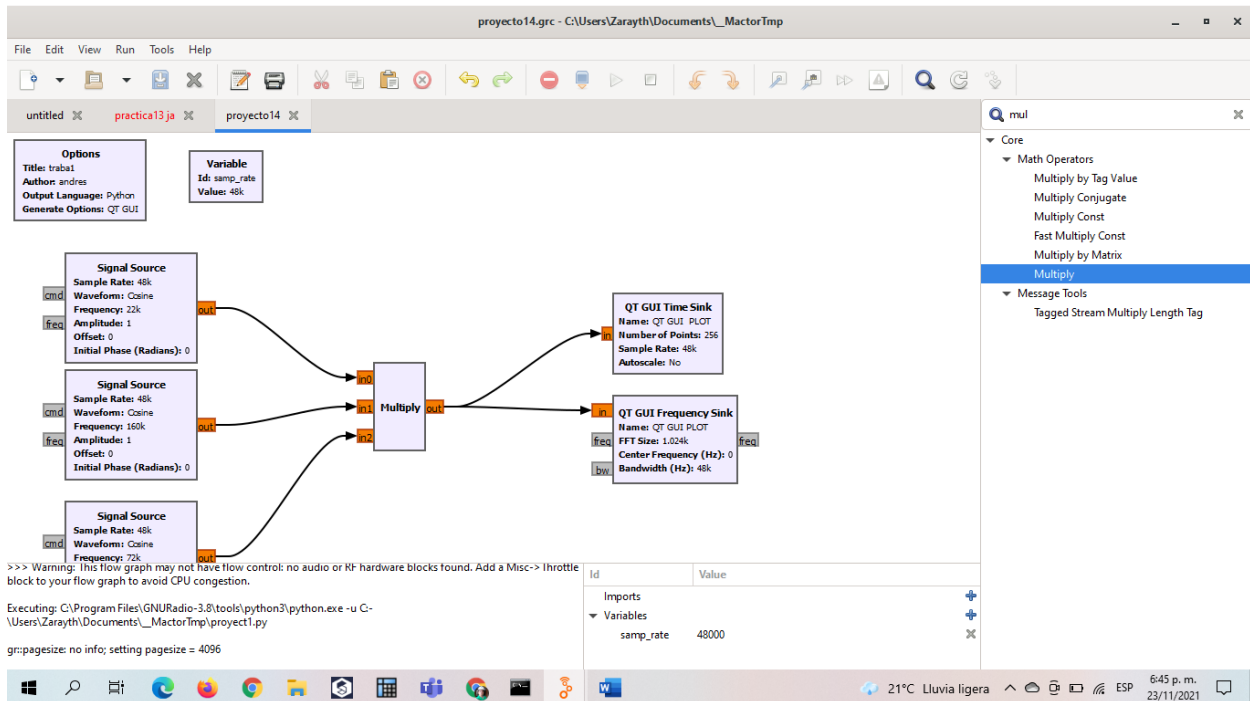 proyecto14.grc - C:\Users\Zarayth\Documents\_MactorTmp
File Edit View Run Tools Help
untitled
practica13 ja
proyecto14
mul
Options
Title: traba1
Author: andres
Output Language: Python
Generate Options: QT GUI
Variable
Id: samp_rate
Value: 48k
Signal Source
Sample Rate: 48k
Waveform: Cosine
Frequency: 22k
Amplitude: 1
Offset: 0
Initial Phase (Radians): 0
cmd
freq
out
Signal Source
Sample Rate: 48k
Waveform: Cosine
Frequency: 160k
Amplitude: 1
Offset: 0
Initial Phase (Radians): 0
cmd
freq
out
Signal Source
Sample Rate: 48k
Waveform: Cosine
Frequency: 72k
cmd
out
in0
in1
in2
Multiply
out
QT GUI Time Sink
Name: QT GUI PLOT
Number of Points: 256
Sample Rate: 48k
Autoscale: No
in
QT GUI Frequency Sink
Name: QT GUI PLOT
FFT Size: 1.024k
Center Frequency (Hz): 0
Bandwidth (Hz): 48k
in
freq
bw
freq
Core
Math Operators
Multiply by Tag Value
Multiply Conjugate
Multiply Const
Fast Multiply Const
Multiply by Matrix
Multiply
Message Tools
Tagged Stream Multiply Length Tag
>>> Warning: This flow graph may not have flow control: no audio or RF hardware blocks found. Add a Misc->Throttle
block to your flow graph to avoid CPU congestion.
Executing: C:\Program Files\GNURadio-3.8\tools\python3\python.exe -u C:-
\Users\Zarayth\Documents\__MactorTmp\proyect1.py
gr::pagesize: no info; setting pagesize = 4096
Id Value
Imports
Variables
samp_rate 48000
21°C Lluvia ligera
ESP
6:45 p. m.
23/11/2021